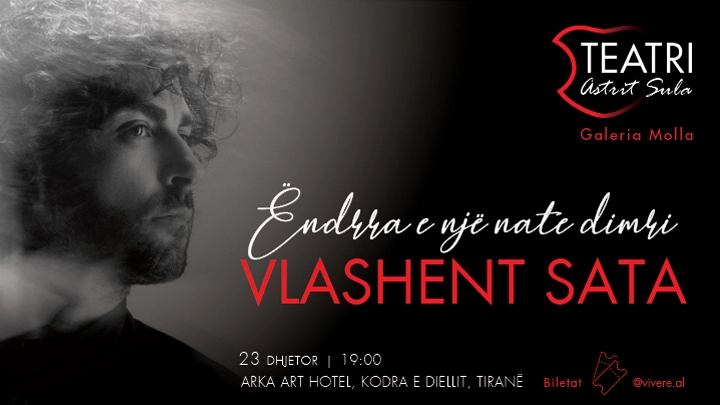 TEATRI
Astrit Sula
Galeria Molla
Ëndrra e një nate dimri
VLASHENT SATA
23 DHJETOR | 19:00
ARKA ART HOTEL, KODRA E DIELLIT, TIRANË
Biletat @vivere.al